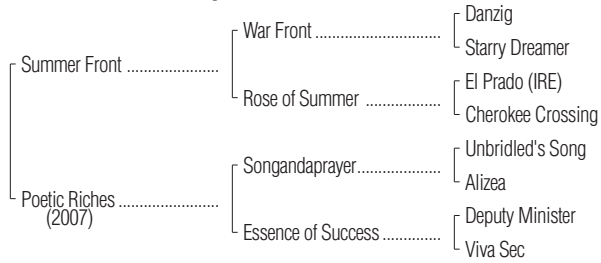 Danzig
War Front ..............................
Starry Dreamer
Summer Front ......................
El Prado (IRE)
Rose of Summer ..................
Cherokee Crossing
Unbridled's Song
Songandaprayer....................
Alizea
Poetic Riches ........................
(2007)
Deputy Minister
Essence of Success ..............
Viva Sec